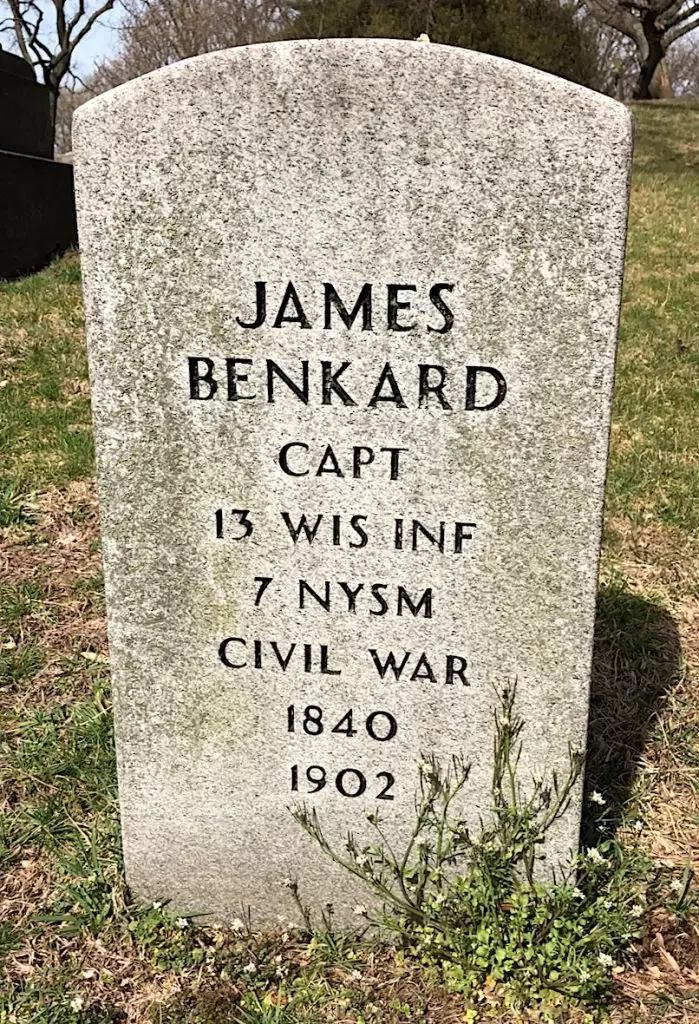 JAMES
BENKARD
CAPT
13 WIS INF
7 NYSM
CIVIL WAR
1840
1902